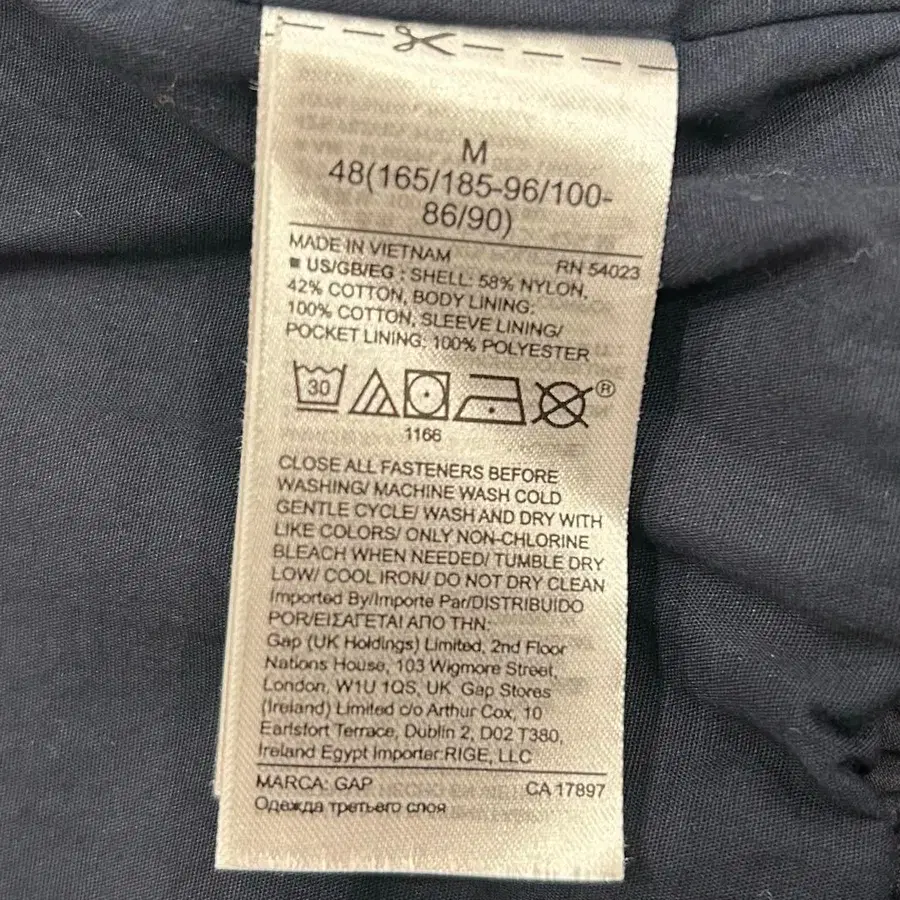 M
48(165/185-96/100-
86/90)
MADE IN VIETNAM
RN 54023
US/GB/EG : SHELL: 58% NYLON,
42% COTTON, BODY LINING:
100% COTTON, SLEEVE LINING/
POCKET LINING: 100% POLYESTER
30
®
1168
CLOSE ALL FASTENERS BEFORE
WASHING/ MACHINE WASH COLD
GENTLE CYCLE/ WASH AND DRY WITH
LIKE COLORS/ ONLY NON-CHLORINE
BLEACH WHEN NEEDED/ TUMBLE DRY
LOW/ COOL IRON/ DO NOT DRY CLEAN
Imported By/Importe Par/DISTRIBUIDO
POR/ΕΙΣΑΓΕΤΑΙ ΑΠΟ ΤΗΝ:
Gap (UK Holdings) Limited, 2nd Floor
Nations House, 103 Wigmore Street,
London, W1U 1QS, UK Gap Stores
(Ireland) Limited c/o Arthur Cox, 10
Earlsfort Terrace, Dublin 2, D02 T380,
Ireland Egypt Importer:RIGE, LLC
MARCA: GAP
CA 17897
Одежда третьего слоя